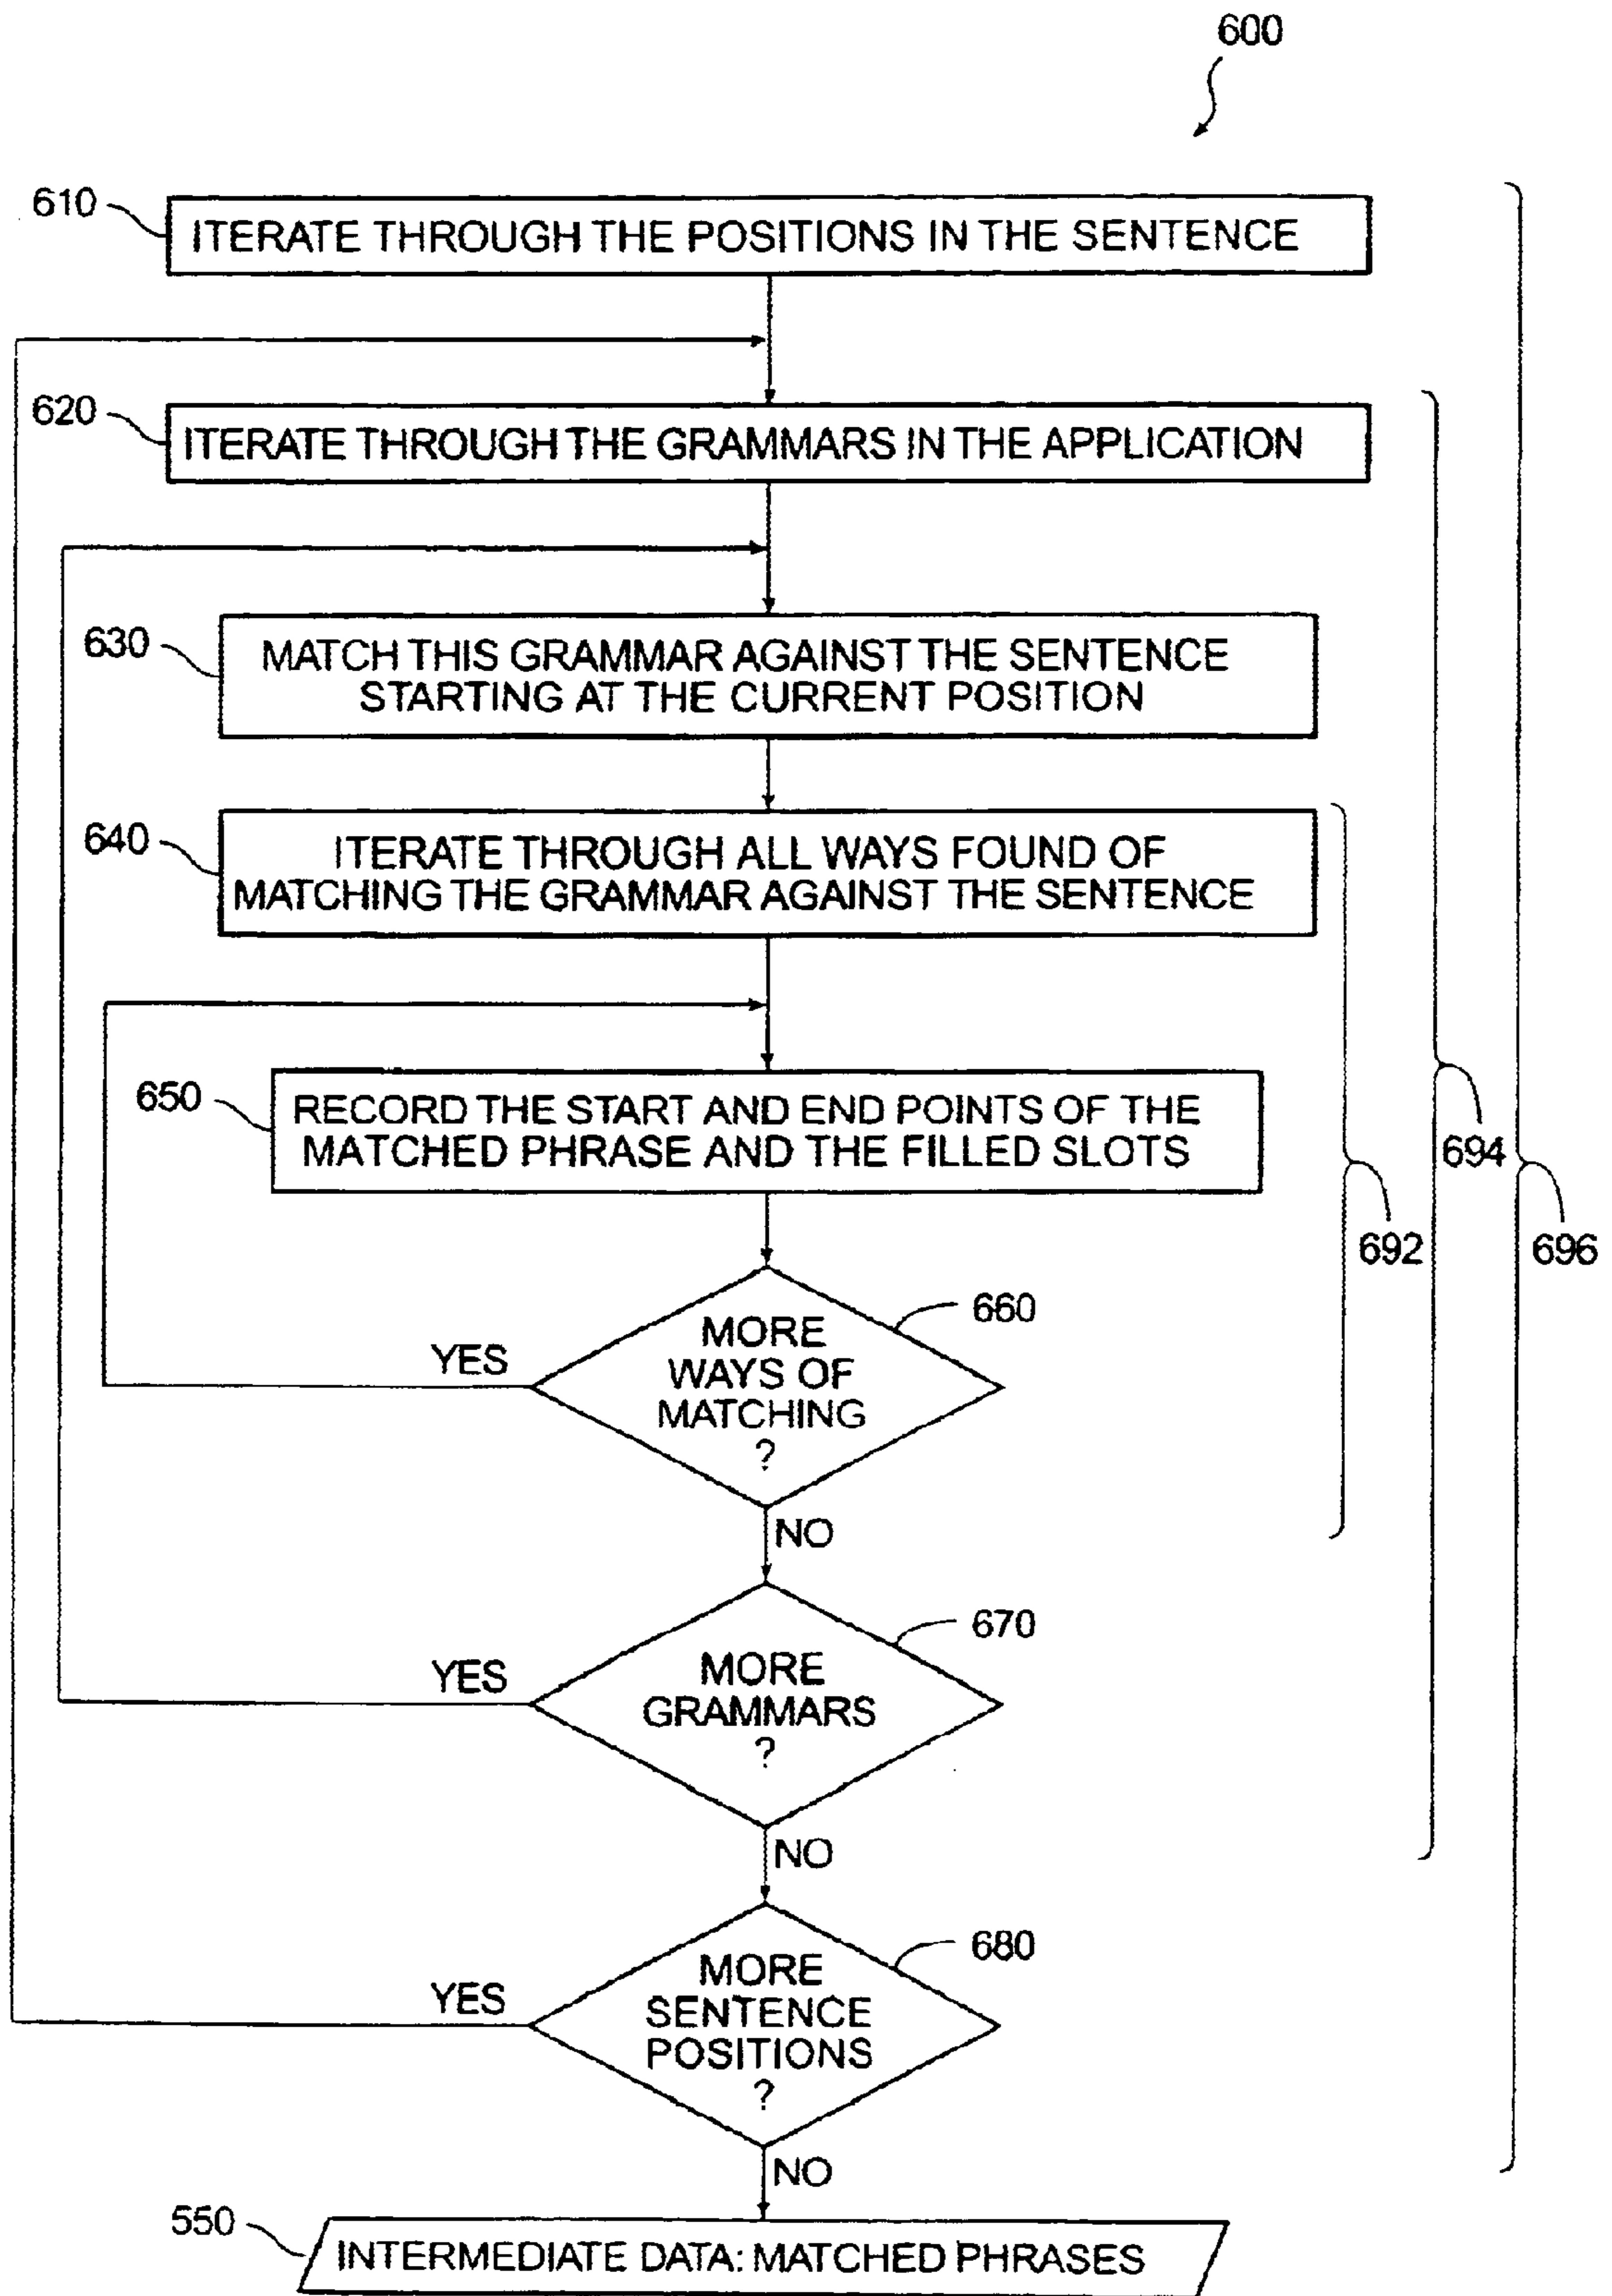 600
610
ITERATE THROUGH THE POSITIONS IN THE SENTENCE
620
ITERATE THROUGH THE GRAMMARS IN THE APPLICATION
630
MATCH THIS GRAMMAR AGAINST THE SENTENCE
STARTING AT THE CURRENT POSITION
640
ITERATE THROUGH ALL WAYS FOUND OF
MATCHING THE GRAMMAR AGAINST THE SENTENCE
650
RECORD THE START AND END POINTS OF THE
MATCHED PHRASE AND THE FILLED SLOTS
694
692
696
660
MORE
WAYS OF
MATCHING
?
YES
NO
670
MORE
GRAMMARS
?
YES
NO
680
MORE
SENTENCE
POSITIONS
?
YES
NO
550
INTERMEDIATE DATA: MATCHED PHRASES